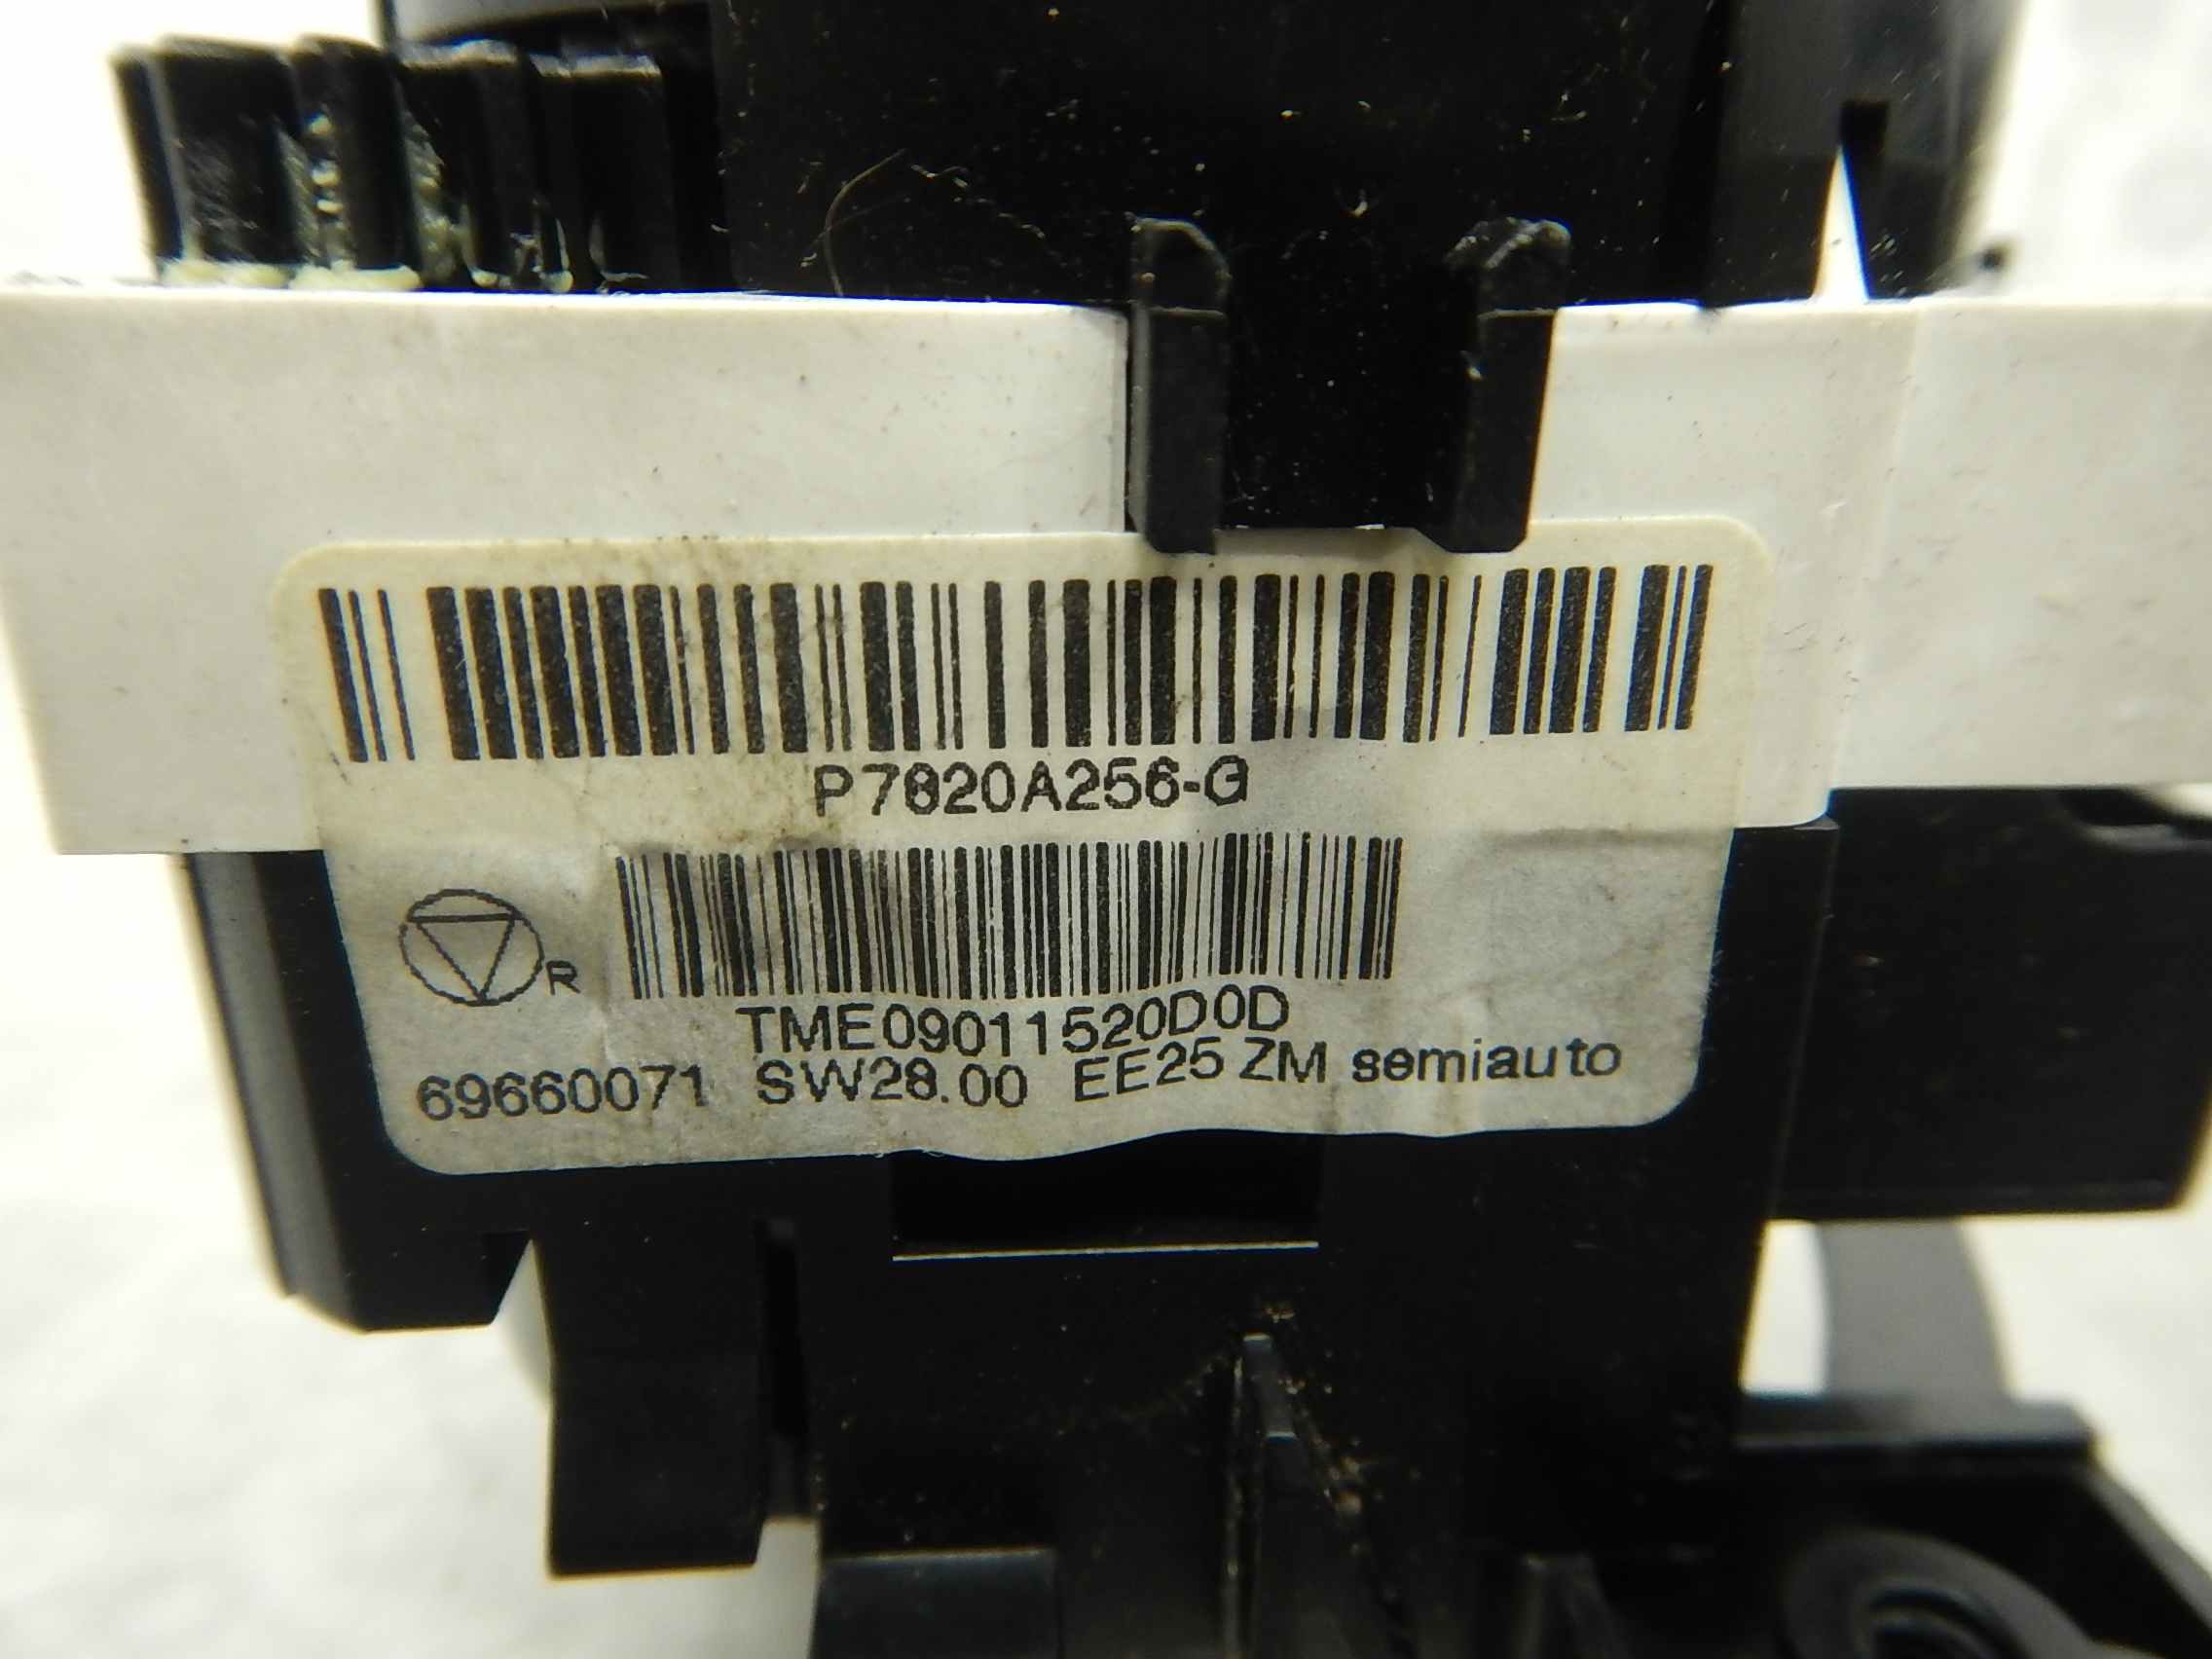 P7820A256-G
R
TME09011520D0D
69660071 SW28.00 EE25 ZM semiauto